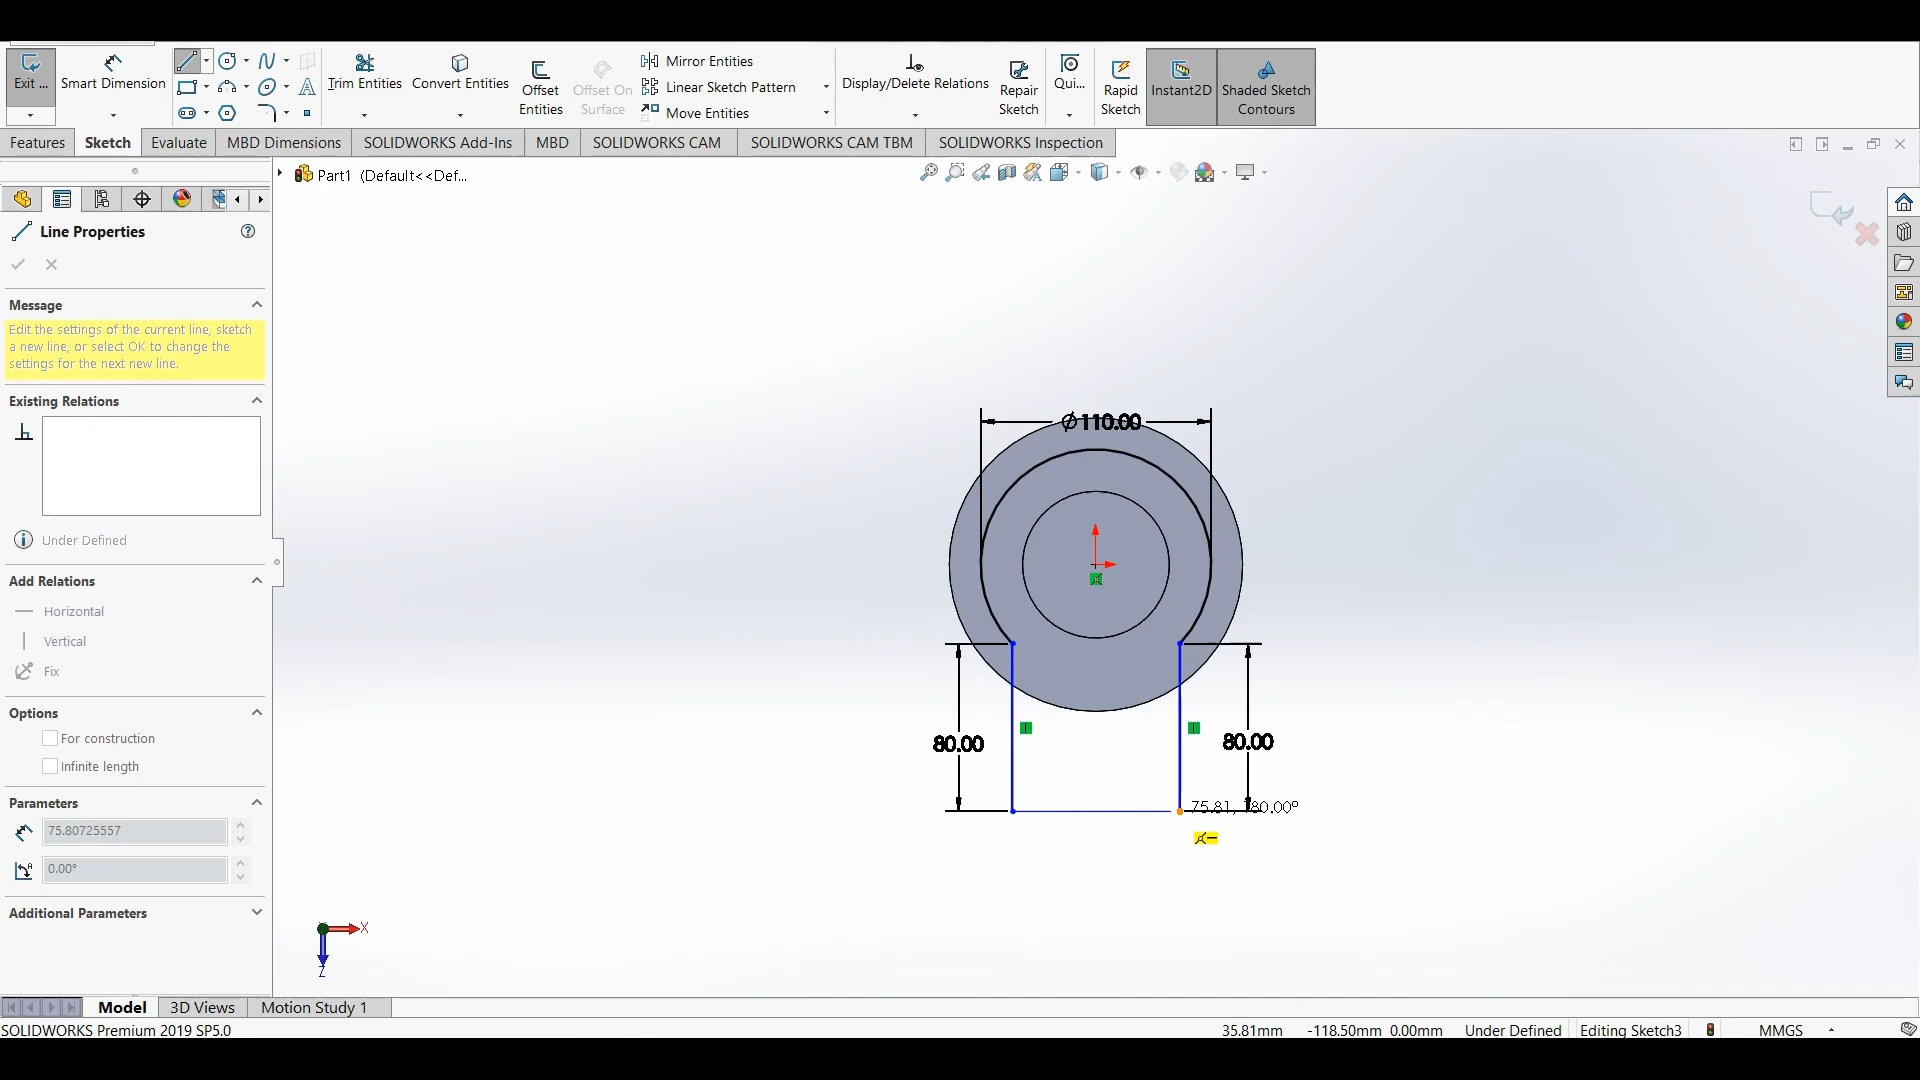 Exit ...
Smart Dimension
Trim Entities
Convert Entities
Offset Entities
Offset On Surface
Mirror Entities
Linear Sketch Pattern
Move Entities
Display/Delete Relations
Repair Sketch
Qui...
Rapid Sketch
Instant2D
Shaded Sketch Contours
Features
Sketch
Evaluate
MBD Dimensions
SOLIDWORKS Add-Ins
MBD
SOLIDWORKS CAM
SOLIDWORKS CAM TBM
SOLIDWORKS Inspection
Part1 (Default<<Def...
Line Properties
Message
Edit the settings of the current line, sketch
a new line, or select OK to change the
settings for the next new line.
Existing Relations
Under Defined
Add Relations
Horizontal
Vertical
Fix
Options
For construction
Infinite length
Parameters
75.80725557
0.00°
Additional Parameters
⌀110.00
80.00
80.00
75.81, 180.00°
X
Z
Model
3D Views
Motion Study 1
SOLIDWORKS Premium 2019 SP5.0
35.81mm
-118.50mm
0.00mm
Under Defined
Editing Sketch3
MMGS